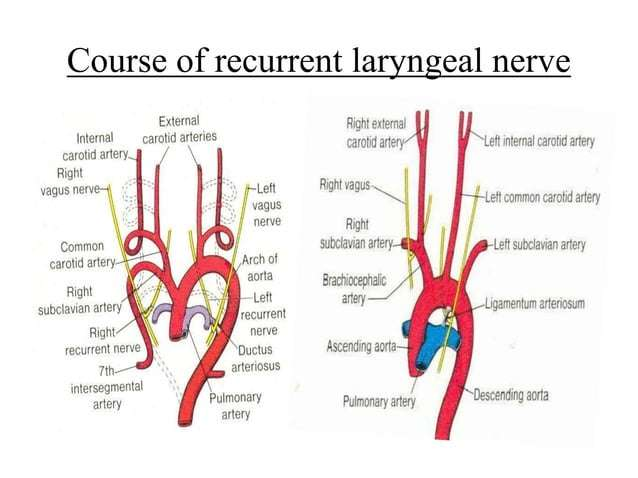 Course of recurrent laryngeal nerve
External
carotid arteries
Internal
carotid artery
Right
vagus nerve
Left
vagus
nerve
Common
carotid artery
Arch of
aorta
Right
subclavian artery
Left
recurrent
nerve
Right
recurrent nerve
Ductus
arteriosus
7th
intersegmental
artery
Pulmonary
artery
Right external
carotid artery
Left internal carotid artery
Right vagus
Left common carotid artery
Right
subclavian artery
Left subclavian artery
Brachiocephalic
artery
Ligamentum arteriosum
Ascending aorta
Pulmonary artery
Descending aorta